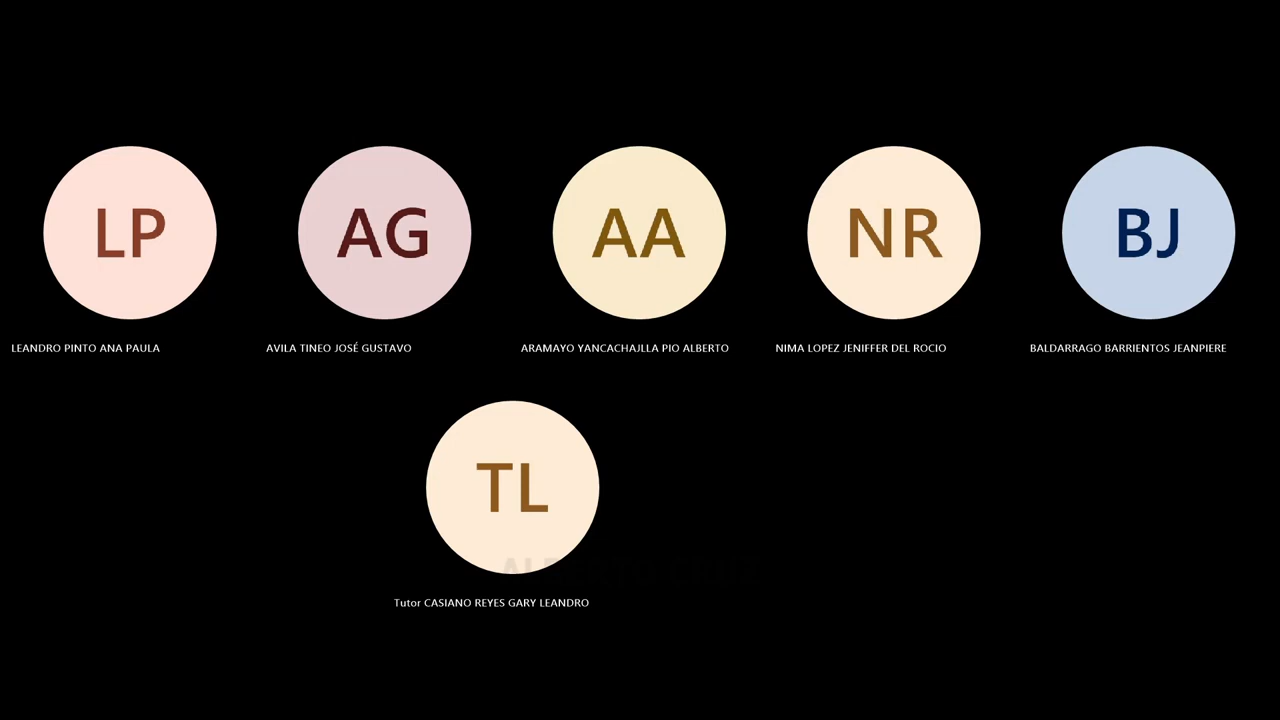 LP
AG
AA
NR
BJ
LEANDRO PINTO ANA PAULA
AVILA TINEO JOSÉ GUSTAVO
ARAMAYO YANCACHAJLLA PIO ALBERTO
NIMA LOPEZ JENIFFER DEL ROCIO
BALDARRAGO BARRIENTOS JEANPIERE
TL
Tutor CASIANO REYES GARY LEANDRO